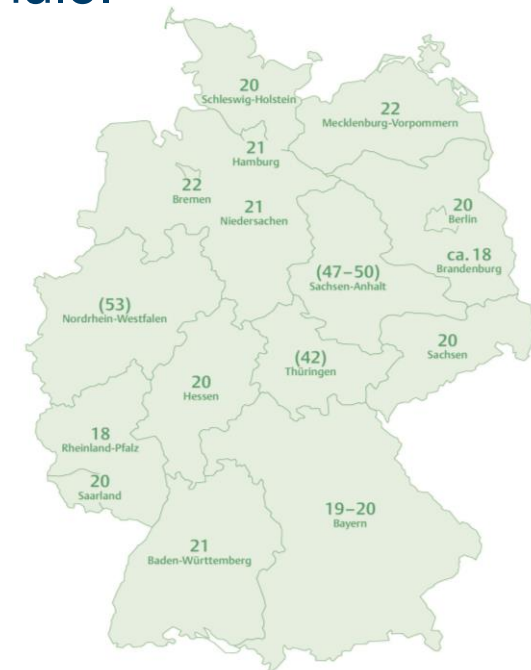 20
Schleswig-Holstein
22
Mecklenburg-Vorpommern
21
Hamburg
22
Bremen
21
Niedersachen
20
Berlin
ca. 18
Brandenburg
(47–50)
Sachsen-Anhalt
(53)
Nordrhein-Westfalen
(42)
Thüringen
20
Sachsen
20
Hessen
18
Rheinland-Pfalz
20
Saarland
19–20
Bayern
21
Baden-Württemberg